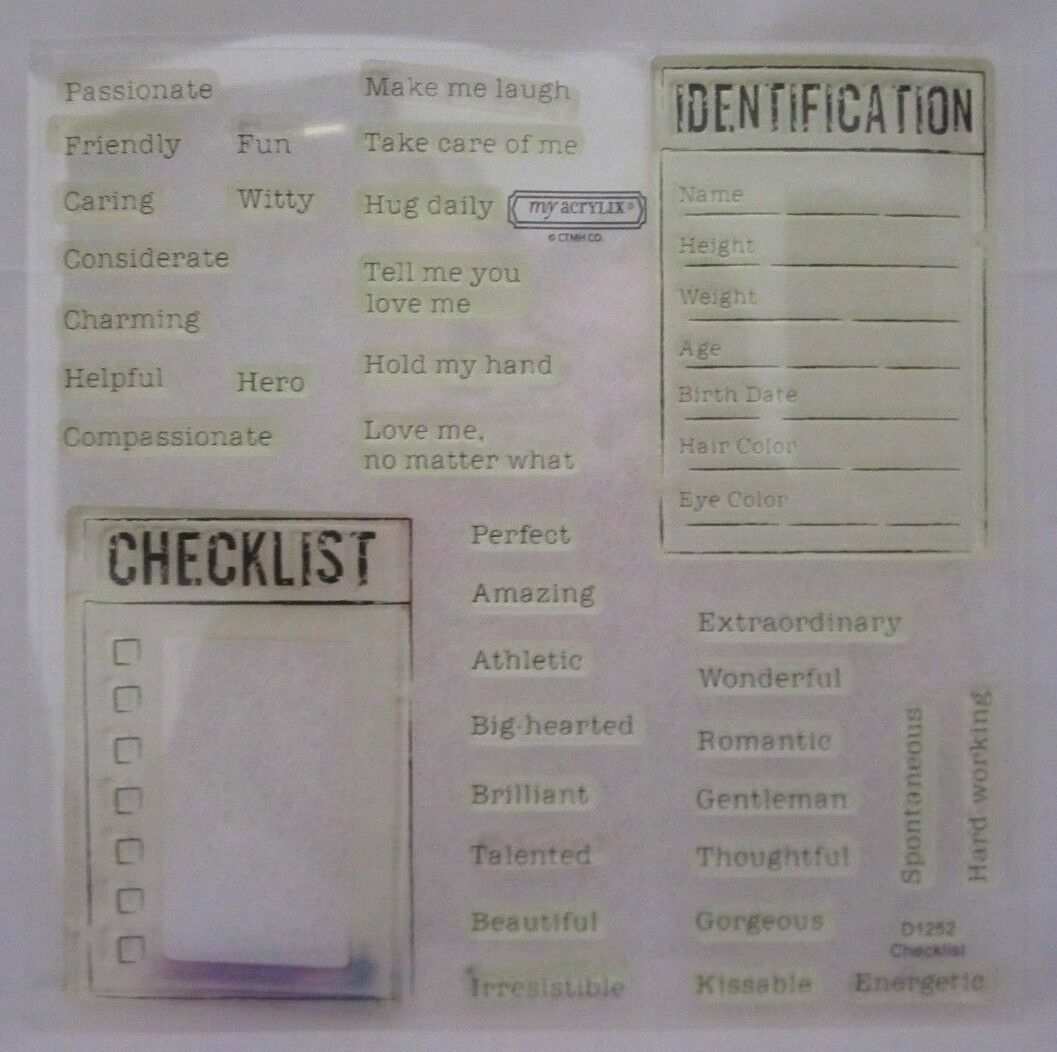 Passionate
Friendly
Fun
Caring
Witty
Considerate
Charming
Helpful
Hero
Compassionate
Make me laugh
Take care of me
Hug daily
my ACRYLIX®
© CTMH CO.
Tell me you
love me
Hold my hand
Love me,
no matter what
IDENTIFICATION
Name
Height
Weight
Age
Birth Date
Hair Color
Eye Color
CHECKLIST
Perfect
Amazing
Athletic
Big-hearted
Brilliant
Talented
Beautiful
Irresistible
Extraordinary
Wonderful
Romantic
Gentleman
Thoughtful
Gorgeous
Kissable
Spontaneous
Hard working
D1252
Checklist
Energetic